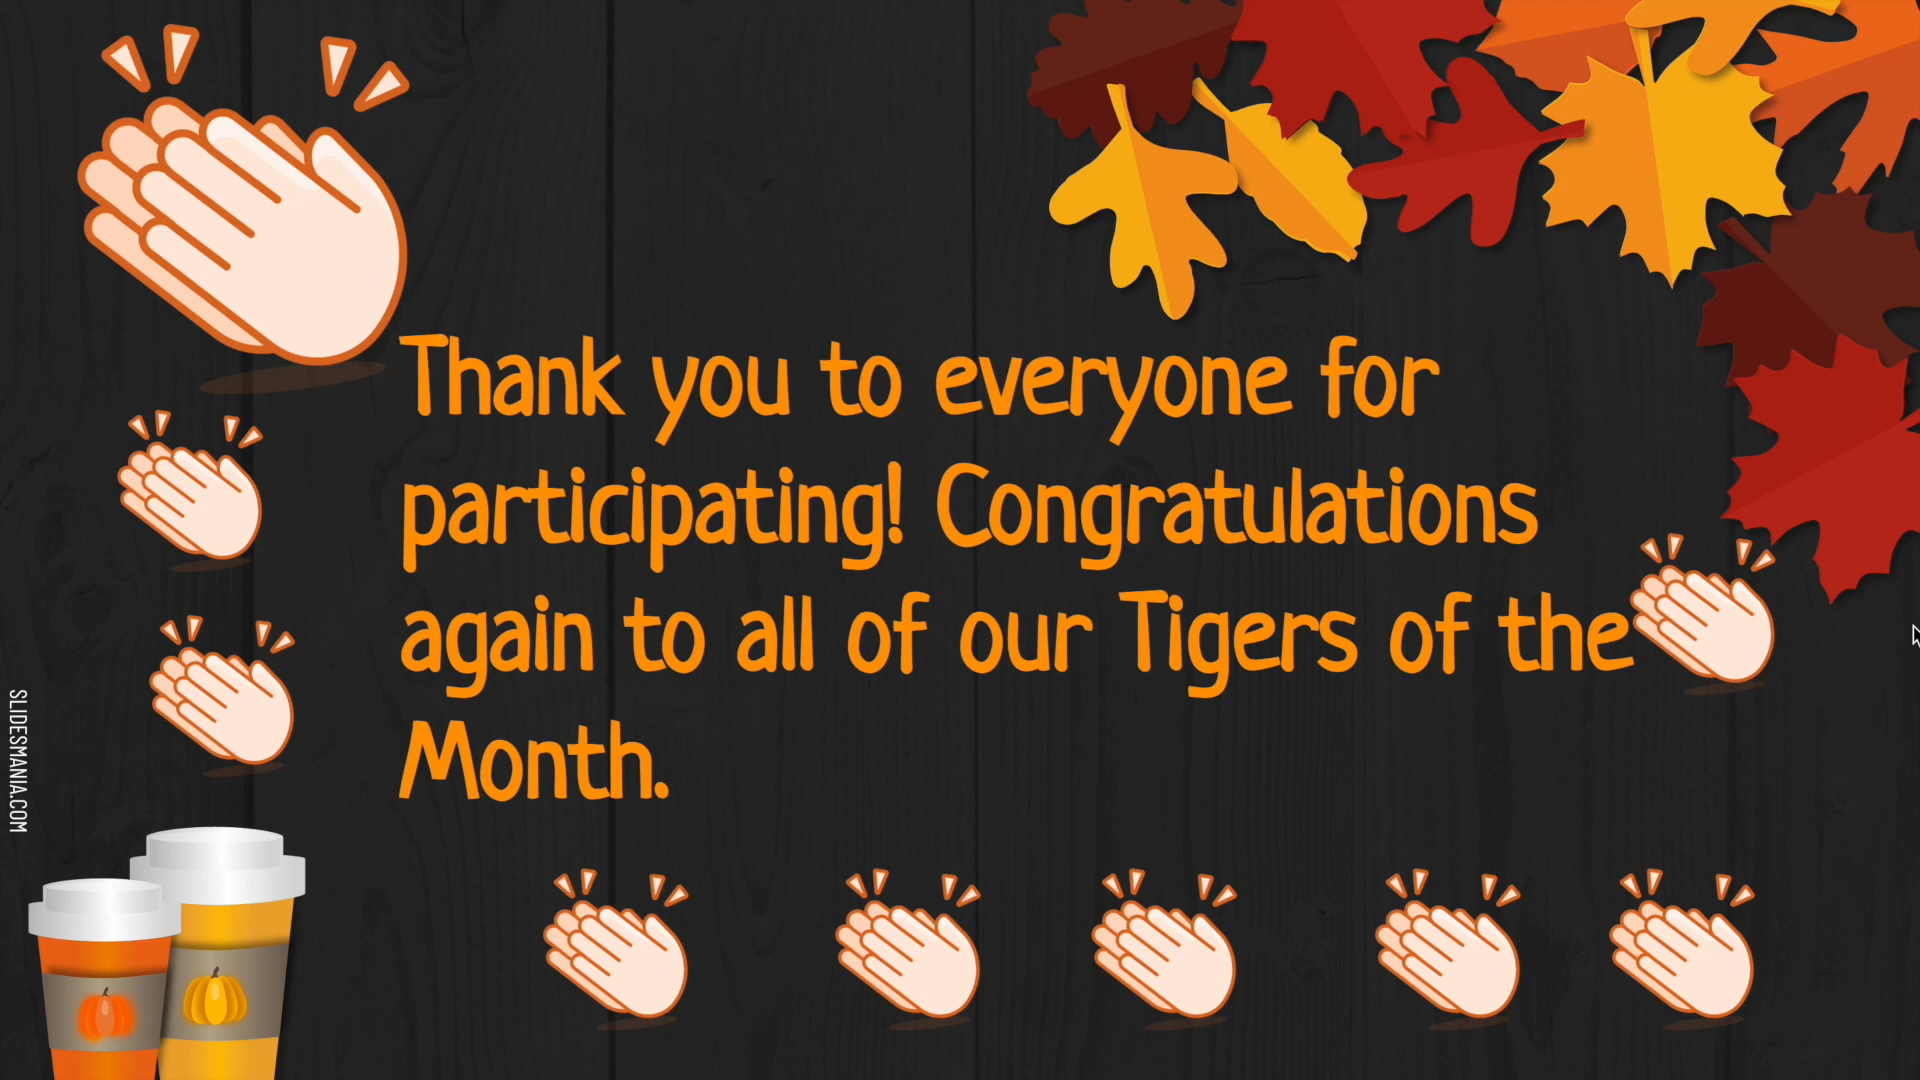 Thank you to everyone for
participating! Congratulations
again to all of our Tigers of the
Month.
SLIDESMANIA.COM